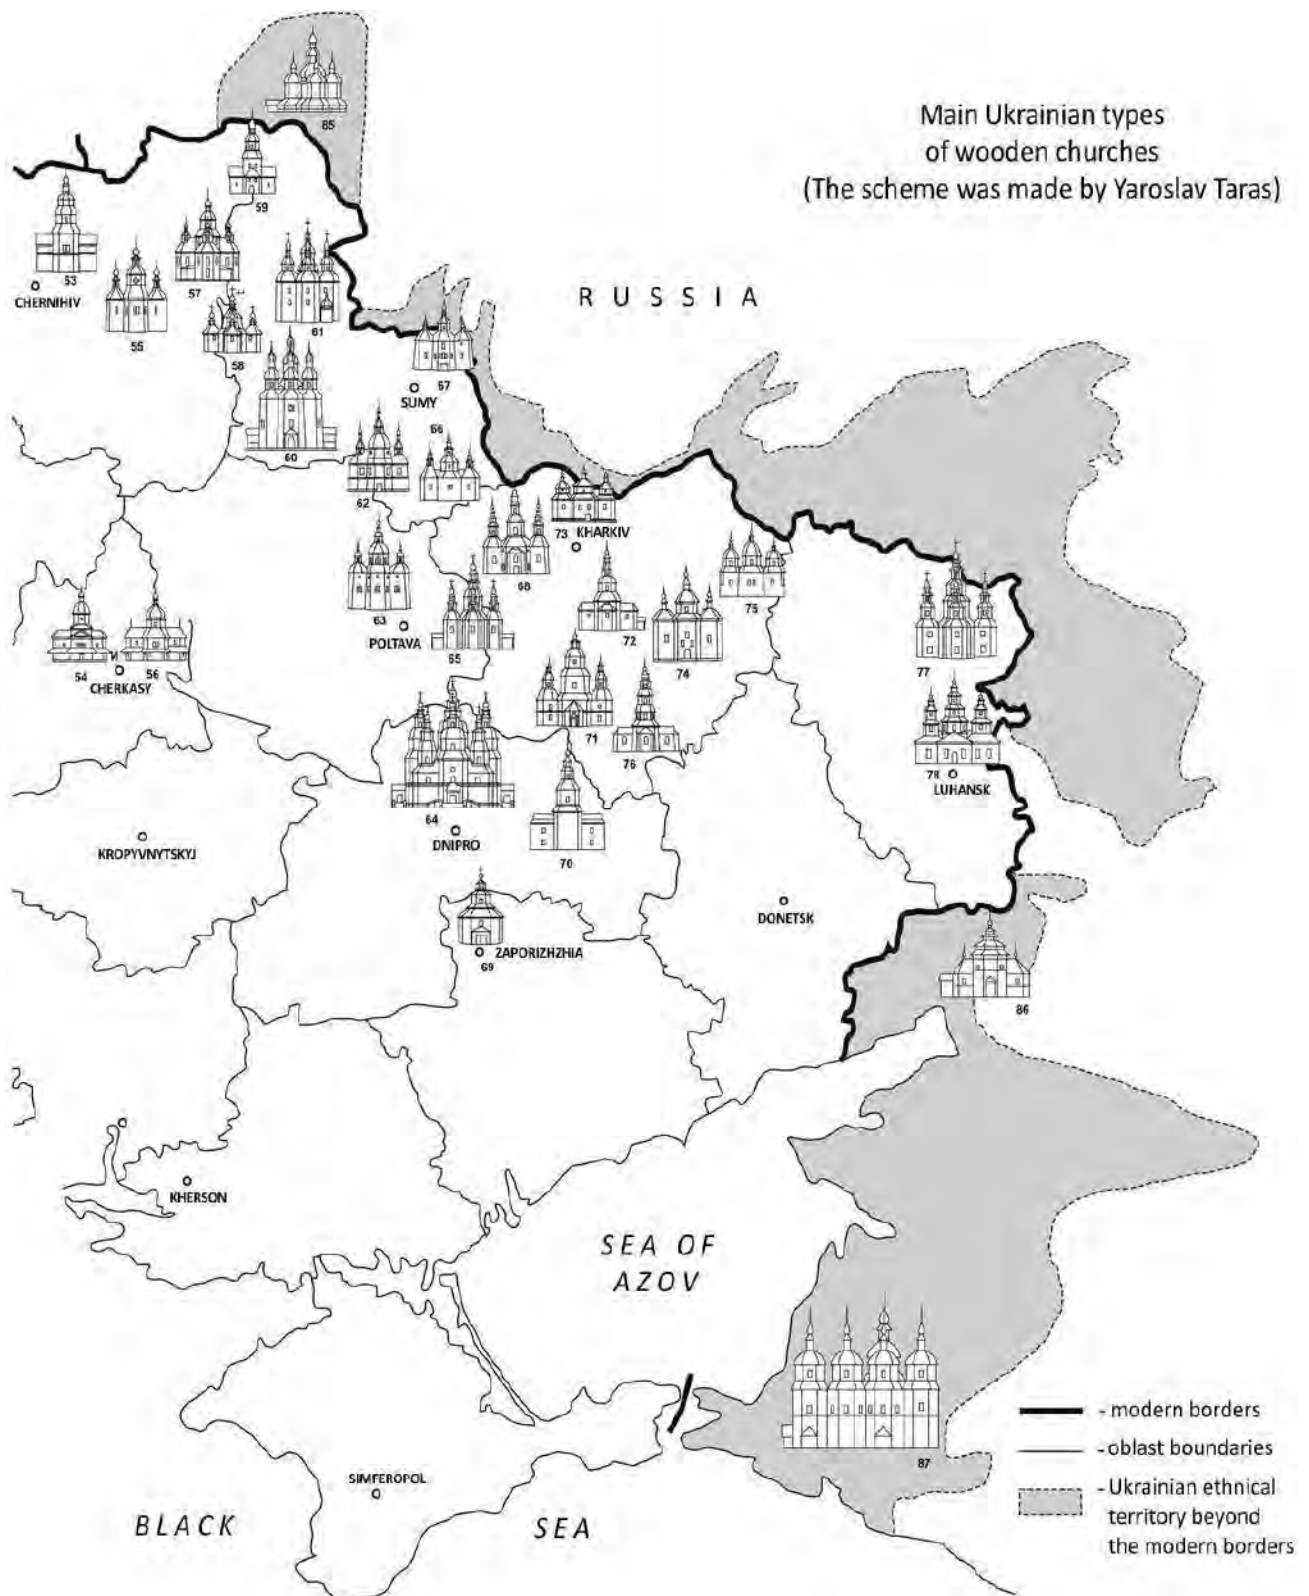 Main Ukrainian types
of wooden churches
(The scheme was made by Yaroslav Taras)
85
59
53
CHERNIHIV
57
55
61
58
RUSSIA
67
SUMY
60
66
62
73 KHARKIV
68
75
63
POLTAVA
65
72
74
77
54
56
CHERKASY
71
76
78
LUHANSK
64
DNIPRO
70
KROPYVNYTSKYJ
DONETSK
ZAPORIZHZHIA
69
86
KHERSON
SEA OF
AZOV
87
- modern borders
- oblast boundaries
- Ukrainian ethnical
territory beyond
the modern borders
SIMFEROPOL
BLACK SEA